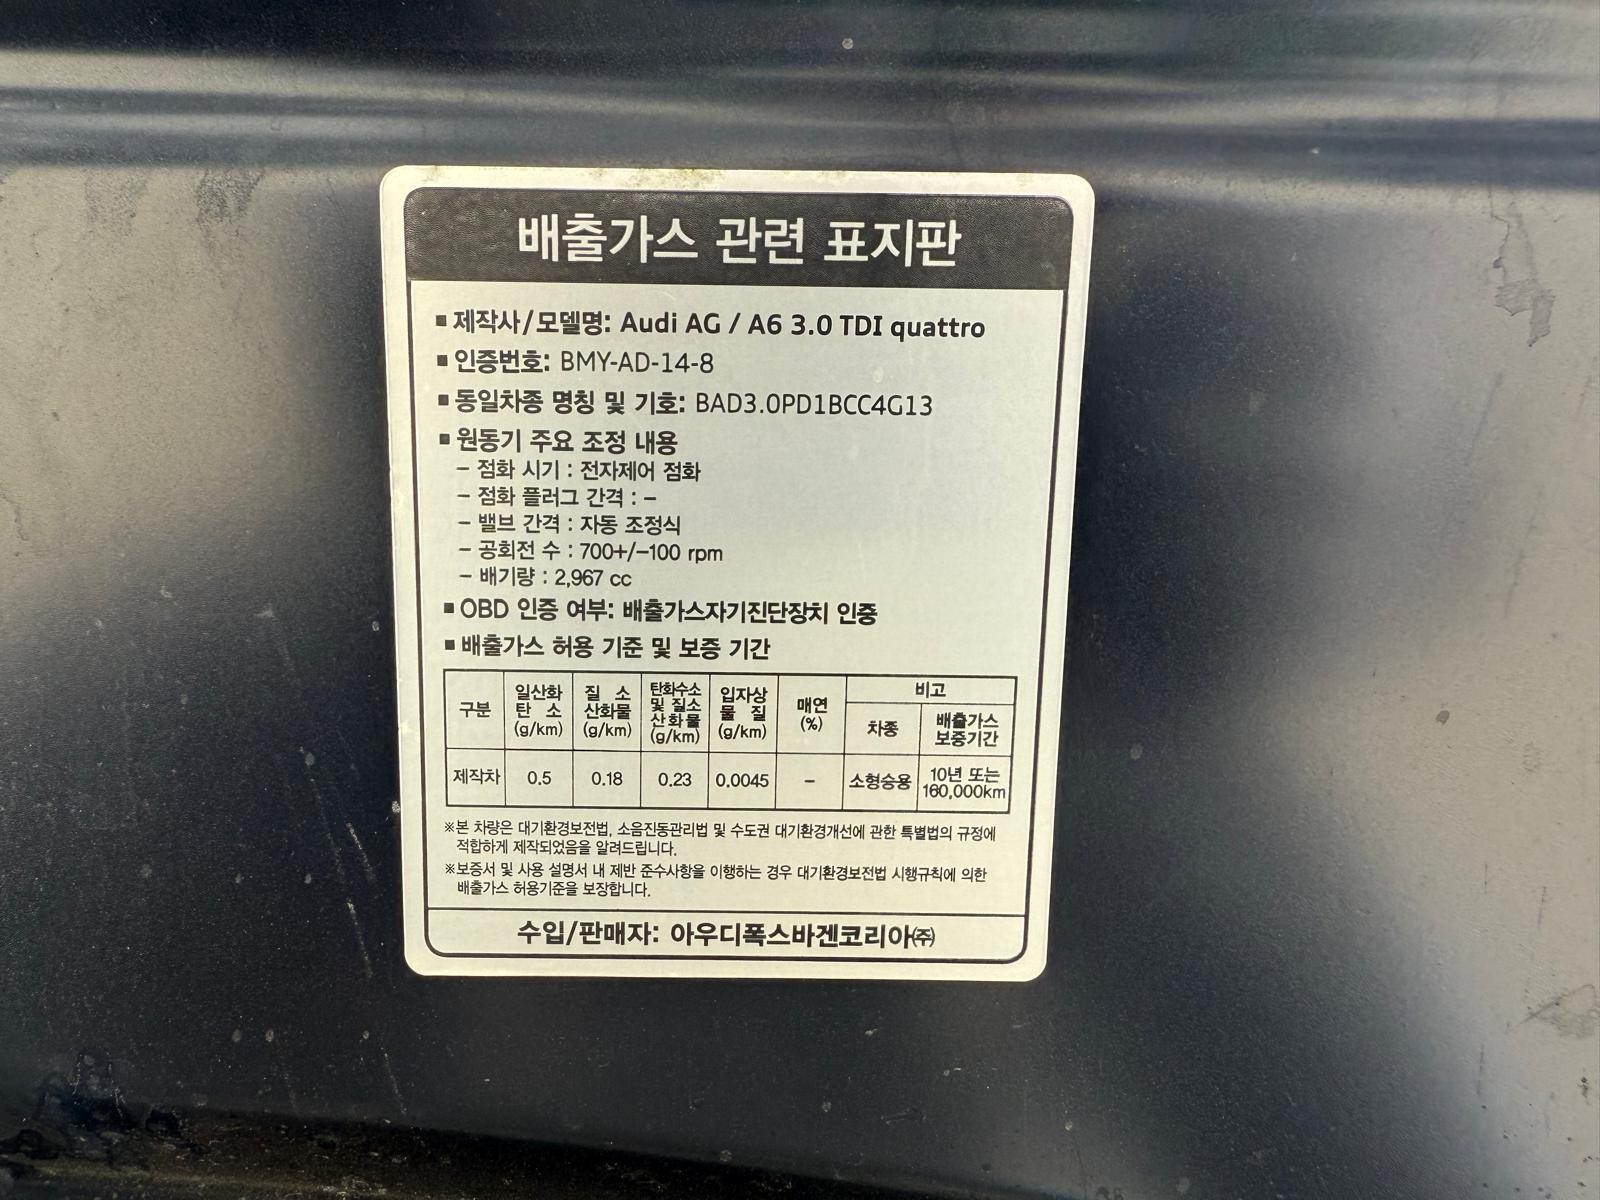 배출가스 관련 표지판
▪ 제작사/모델명: Audi AG / A6 3.0 TDI quattro
▪ 인증번호: BMY-AD-14-8
▪ 동일차종 명칭 및 기호: BAD3.0PD1BCC4G13
▪ 원동기 주요 조정 내용
– 점화 시기 : 전자제어 점화
– 점화 플러그 간격 : –
– 밸브 간격 : 자동 조정식
– 공회전 수 : 700+/–100 rpm
– 배기량 : 2,967 cc
▪ OBD 인증 여부: 배출가스자기진단장치 인증
▪ 배출가스 허용 기준 및 보증 기간
구분 일산화 탄 소 (g/km) 질 소 산화물 (g/km) 탄화수소 및 질소 산화물 (g/km) 입자상 물 질 (g/km) 매연 (%) 비고
차종 배출가스 보증기간
제작차 0.5 0.18 0.23 0.0045 – 소형승용 10년 또는 160,000km
※본 차량은 대기환경보전법, 소음진동관리법 및 수도권 대기환경개선에 관한 특별법의 규정에
적합하게 제작되었음을 알려드립니다.
※보증서 및 사용 설명서 내 제반 준수사항을 이행하는 경우 대기환경보전법 시행규칙에 의한
배출가스 허용기준을 보장합니다.
수입/판매자: 아우디폭스바겐코리아㈜